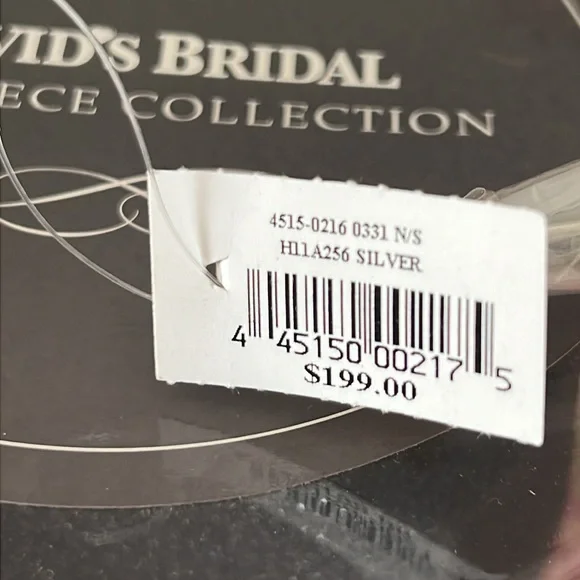 VID'S BRIDAL
ECE COLLECTION
4515-0216 0331 N/S
H11A256 SILVER
4 45150 00217 5
$199.00